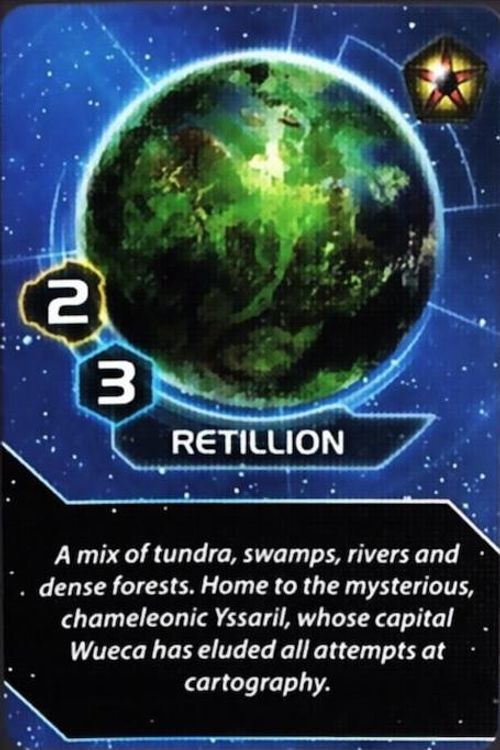 2
3
RETILLION
A mix of tundra, swamps, rivers and
dense forests. Home to the mysterious,
chameleonic Yssaril, whose capital
Wueca has eluded all attempts at
cartography.